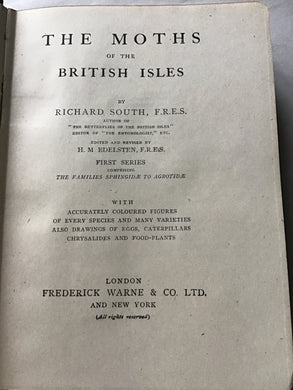 THE MOTHS
OF THE
BRITISH ISLES
BY
RICHARD SOUTH, F.R.E.S.
AUTHOR OF
"THE BUTTERFLIES OF THE BRITISH ISLES"
EDITOR OF "THE ENTOMOLOGIST," ETC.
EDITED AND REVISED BY
H. M EDELSTEN, F.R.E.S.
FIRST SERIES
COMPRISING
THE FAMILIES SPHINGIDÆ TO AGROTIDÆ
WITH
ACCURATELY COLOURED FIGURES
OF EVERY SPECIES AND MANY VARIETIES
ALSO DRAWINGS OF EGGS, CATERPILLARS
CHRYSALIDES AND FOOD-PLANTS
LONDON
FREDERICK WARNE & CO. LTD,
AND NEW YORK
(All rights reserved)